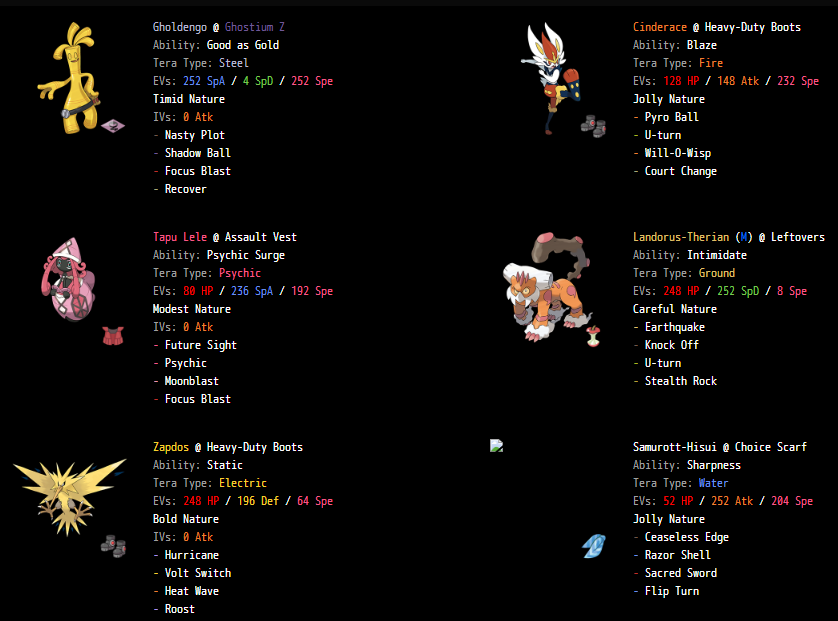 Gholdengo @ Ghostium Z
Ability: Good as Gold
Tera Type: Steel
EVs: 252 SpA / 4 SpD / 252 Spe
Timid Nature
IVs: 0 Atk
- Nasty Plot
- Shadow Ball
- Focus Blast
- Recover
Cinderace @ Heavy-Duty Boots
Ability: Blaze
Tera Type: Fire
EVs: 128 HP / 148 Atk / 232 Spe
Jolly Nature
- Pyro Ball
- U-turn
- Will-O-Wisp
- Court Change
Tapu Lele @ Assault Vest
Ability: Psychic Surge
Tera Type: Psychic
EVs: 80 HP / 236 SpA / 192 Spe
Modest Nature
IVs: 0 Atk
- Future Sight
- Psychic
- Moonblast
- Focus Blast
Landorus-Therian (M) @ Leftovers
Ability: Intimidate
Tera Type: Ground
EVs: 248 HP / 252 SpD / 8 Spe
Careful Nature
- Earthquake
- Knock Off
- U-turn
- Stealth Rock
Zapdos @ Heavy-Duty Boots
Ability: Static
Tera Type: Electric
EVs: 248 HP / 196 Def / 64 Spe
Bold Nature
IVs: 0 Atk
- Hurricane
- Volt Switch
- Heat Wave
- Roost
Samurott-Hisui @ Choice Scarf
Ability: Sharpness
Tera Type: Water
EVs: 52 HP / 252 Atk / 204 Spe
Jolly Nature
- Ceaseless Edge
- Razor Shell
- Sacred Sword
- Flip Turn